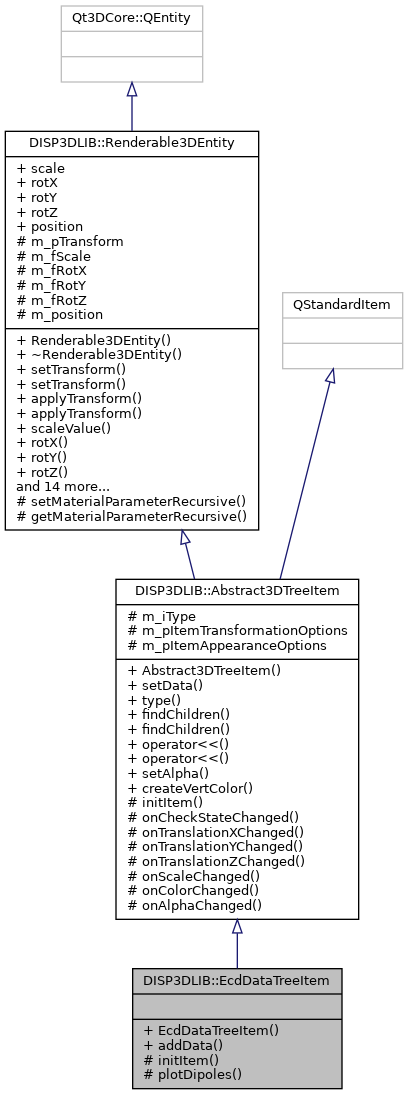 Qt3DCore::QEntity
DISP3DLIB::Renderable3DEntity
+ scale
+ rotX
+ rotY
+ rotZ
+ position
# m_pTransform
# m_fScale
# m_fRotX
# m_fRotY
# m_fRotZ
# m_position
+ Renderable3DEntity()
+ ~Renderable3DEntity()
+ setTransform()
+ setTransform()
+ applyTransform()
+ applyTransform()
+ scaleValue()
+ rotX()
+ rotY()
+ rotZ()
and 14 more...
# setMaterialParameterRecursive()
# getMaterialParameterRecursive()
QStandardItem
DISP3DLIB::Abstract3DTreeItem
# m_iType
# m_pItemTransformationOptions
# m_pItemAppearanceOptions
+ Abstract3DTreeItem()
+ setData()
+ type()
+ findChildren()
+ findChildren()
+ operator<<()
+ operator<<()
+ setAlpha()
+ createVertColor()
# initItem()
# onCheckStateChanged()
# onTranslationXChanged()
# onTranslationYChanged()
# onTranslationZChanged()
# onScaleChanged()
# onColorChanged()
# onAlphaChanged()
DISP3DLIB::EcdDataTreeItem
+ EcdDataTreeItem()
+ addData()
# initItem()
# plotDipoles()